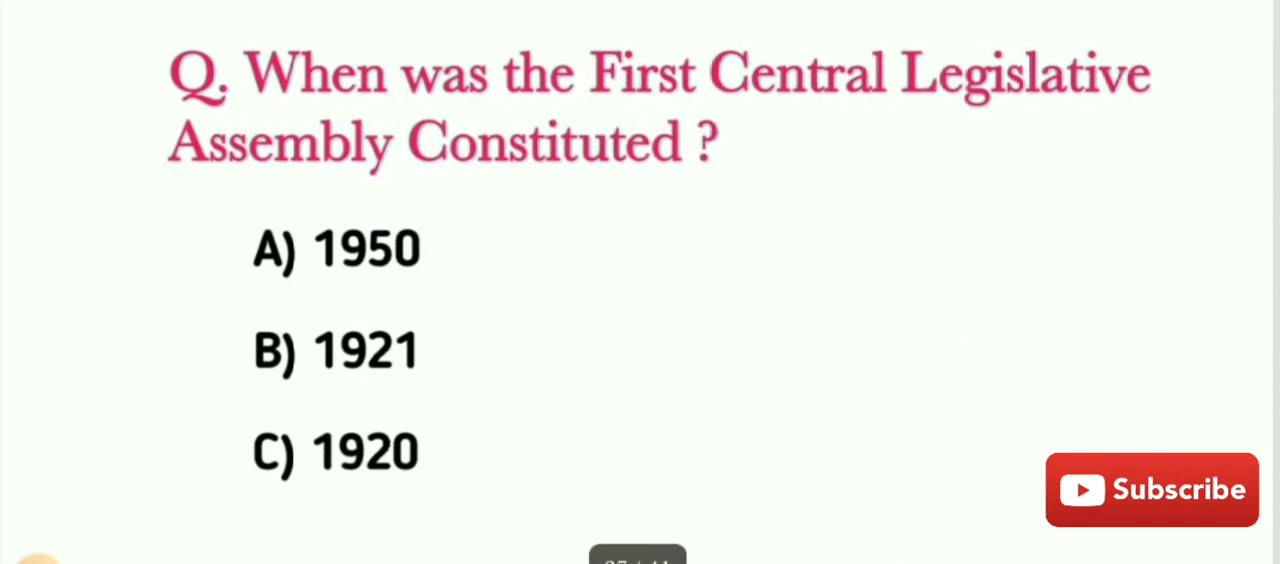 Q. When was the First Central Legislative
Assembly Constituted ?
A) 1950
B) 1921
C) 1920
Subscribe